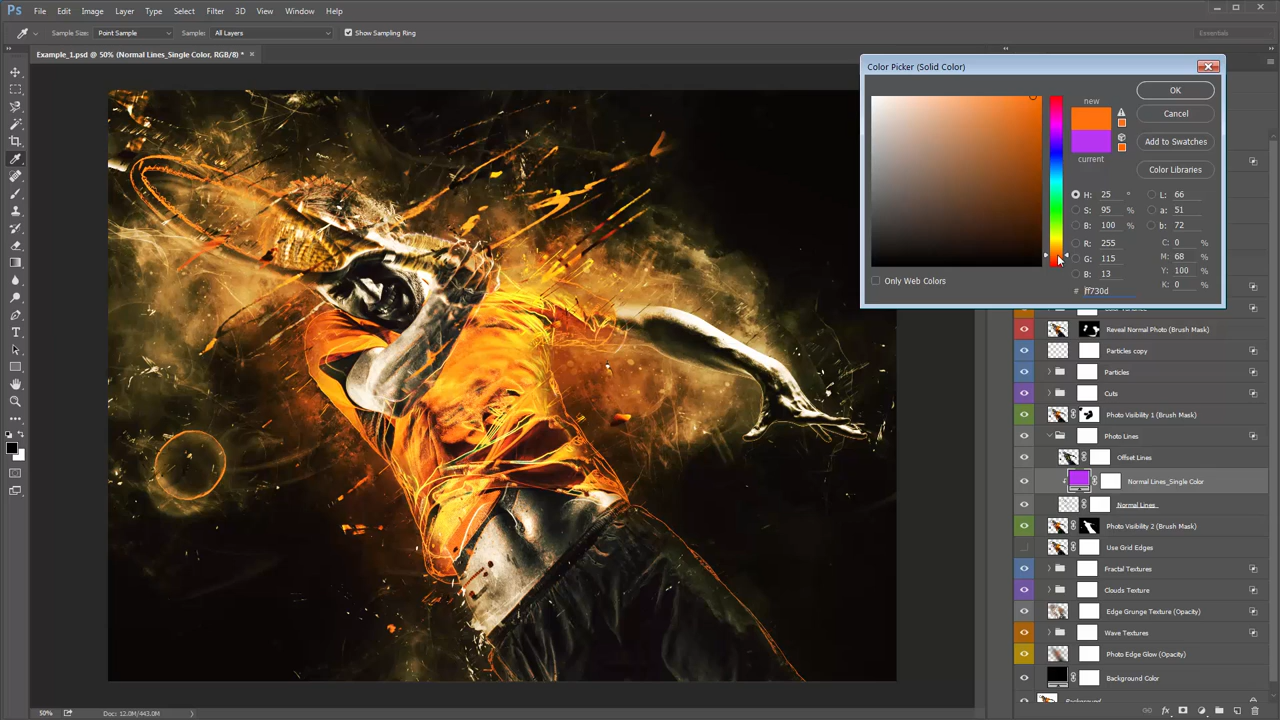 Ps File Edit Image Layer Type Select Filter 3D View Window Help
Sample Size: Point Sample Sample: All Layers Show Sampling Ring Essentials
Example_1.psd @ 50% (Normal Lines_Single Color, RGB/8) * ×
Color Picker (Solid Color)
new
current
OK
Cancel
Add to Swatches
Color Libraries
H: 25 ° L: 66
S: 95 % a: 51
B: 100 % b: 72
R: 255 C: 0 %
G: 115 M: 68 %
B: 13 Y: 100 %
# ff730d K: 0 %
Only Web Colors
Reveal Normal Photo (Brush Mask)
Particles copy
Particles
Cuts
Photo Visibility 1 (Brush Mask)
Photo Lines
Offset Lines
Normal Lines_Single Color
Normal Lines
Photo Visibility 2 (Brush Mask)
Use Grid Edges
Fractal Textures
Clouds Texture
Edge Grunge Texture (Opacity)
Wave Textures
Photo Edge Glow (Opacity)
Background Color
Background
50% Doc: 12.0M/443.0M